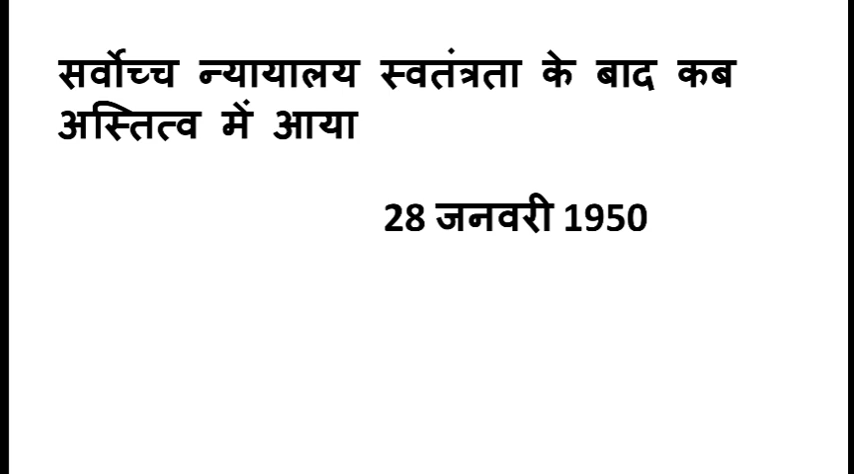 सर्वोच्च न्यायालय स्वतंत्रता के बाद कब
अस्तित्व में आया
28 जनवरी 1950